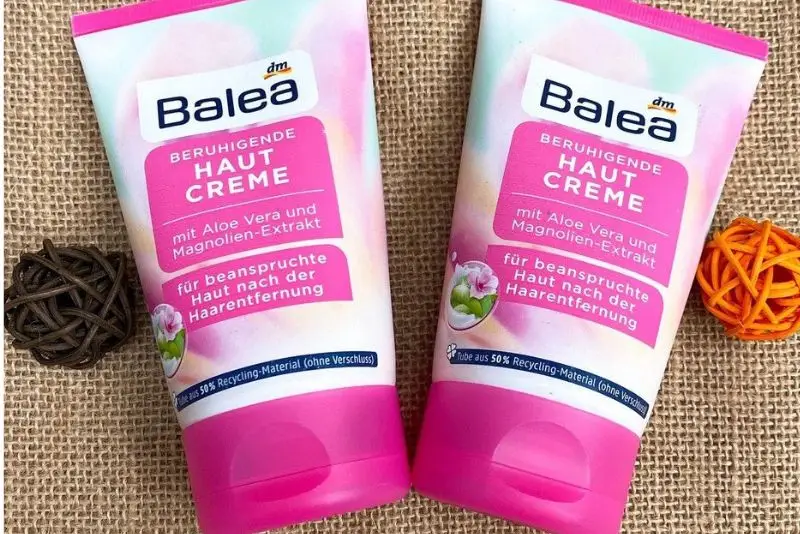 dm
Balea
BERUHIGENDE
HAUT
CREME
mit Aloe Vera und
Magnolien-Extrakt
für beanspruchte
Haut nach der
Haarentfernung
Tube aus 50% Recycling-Material (ohne Verschluss)
dm
Balea
BERUHIGENDE
HAUT
CREME
mit Aloe Vera und
Magnolien-Extrakt
für beanspruchte
Haut nach der
Haarentfernung
Tube aus 50% Recycling-Material (ohne Verschluss)